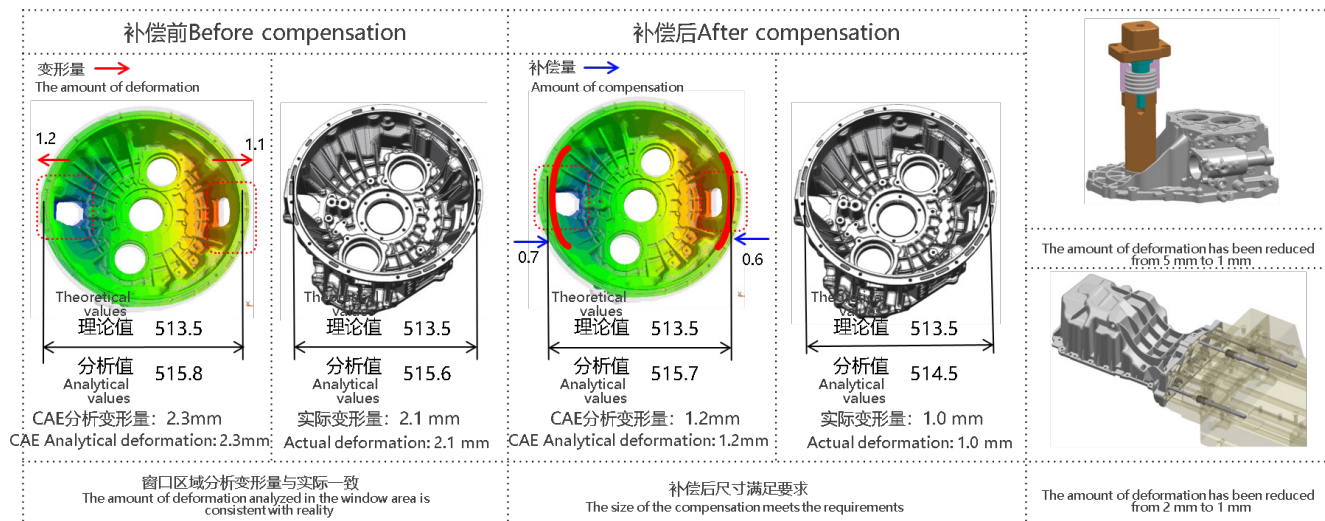 补偿前Before compensation
变形量
The amount of deformation
1.2
1.1
Theoretical
values
理论值 513.5
分析值 515.8
Analytical
values
CAE分析变形量：2.3mm
CAE Analytical deformation: 2.3mm
Theoretical
values
理论值 513.5
分析值 515.6
Analytical
values
实际变形量：2.1 mm
Actual deformation: 2.1 mm
窗口区域分析变形量与实际一致
The amount of deformation analyzed in the window area is
consistent with reality
补偿后After compensation
补偿量
Amount of compensation
0.7
0.6
Theoretical
values
理论值 513.5
分析值 515.7
Analytical
values
CAE分析变形量：1.2mm
CAE Analytical deformation: 1.2mm
Theoretical
values
理论值 513.5
分析值 514.5
Analytical
values
实际变形量：1.0 mm
Actual deformation: 1.0 mm
补偿后尺寸满足要求
The size of the compensation meets the requirements
The amount of deformation has been reduced
from 5 mm to 1 mm
The amount of deformation has been reduced
from 2 mm to 1 mm